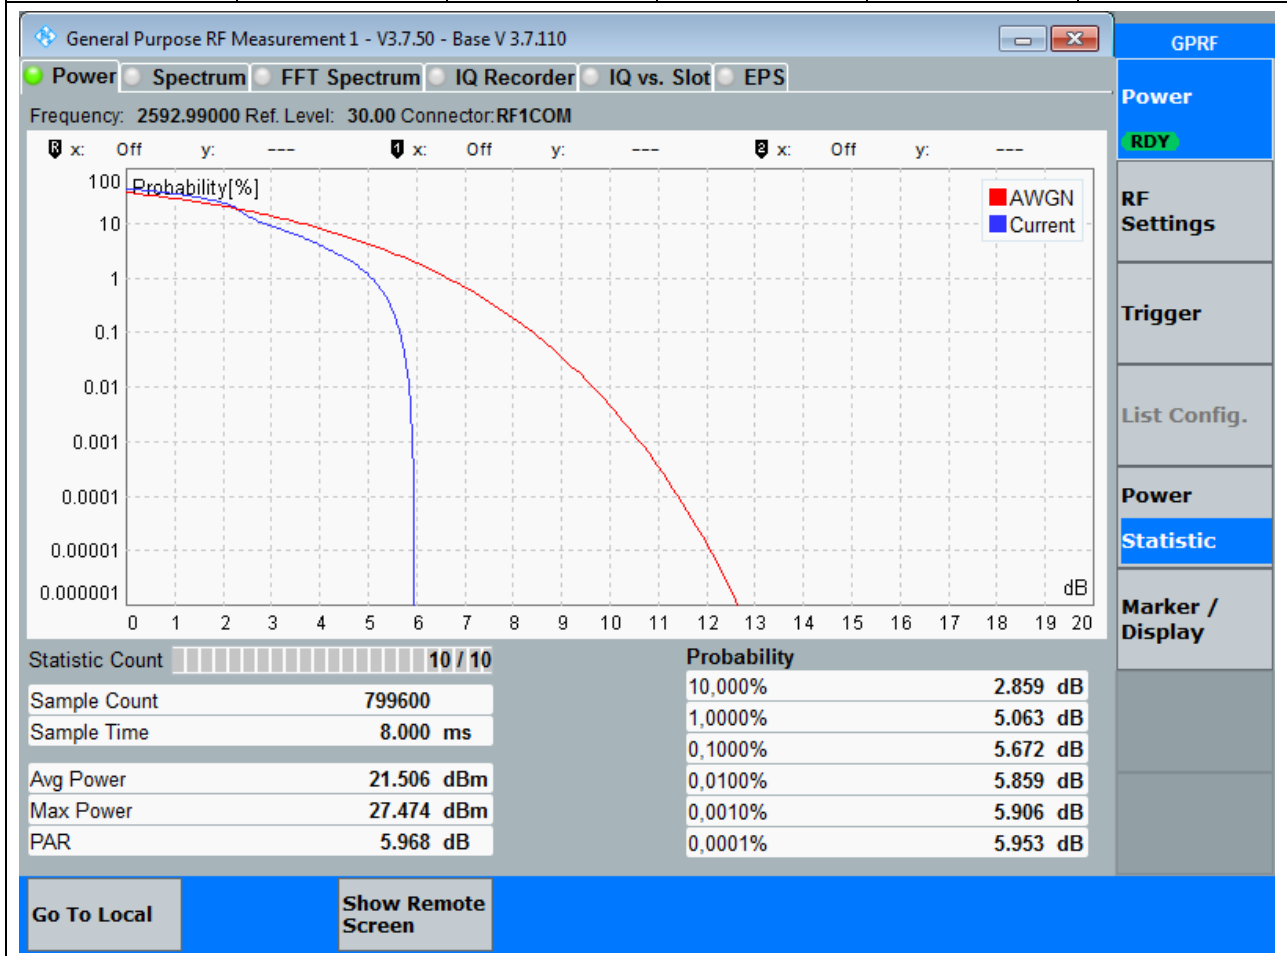 General Purpose RF Measurement 1 - V3.7.50 - Base V 3.7.110
GPRF
Power Spectrum FFT Spectrum IQ Recorder IQ vs. Slot EPS
Power
RDY
Frequency: 2592.99000 Ref. Level: 30.00 Connector: RF1COM
R x: Off y: --- 1 x: Off y: --- 2 x: Off y: ---
Probability[%]
AWGN
Current
100
10
1
0.1
0.01
0.001
0.0001
0.00001
0.000001
dB
0 1 2 3 4 5 6 7 8 9 10 11 12 13 14 15 16 17 18 19 20
RF
Settings
Trigger
List Config.
Power
Statistic
Marker /
Display
Statistic Count 10 / 10
Sample Count 799600
Sample Time 8.000 ms
Avg Power 21.506 dBm
Max Power 27.474 dBm
PAR 5.968 dB
Probability
10,000% 2.859 dB
1,0000% 5.063 dB
0,1000% 5.672 dB
0,0100% 5.859 dB
0,0010% 5.906 dB
0,0001% 5.953 dB
Go To Local
Show Remote
Screen